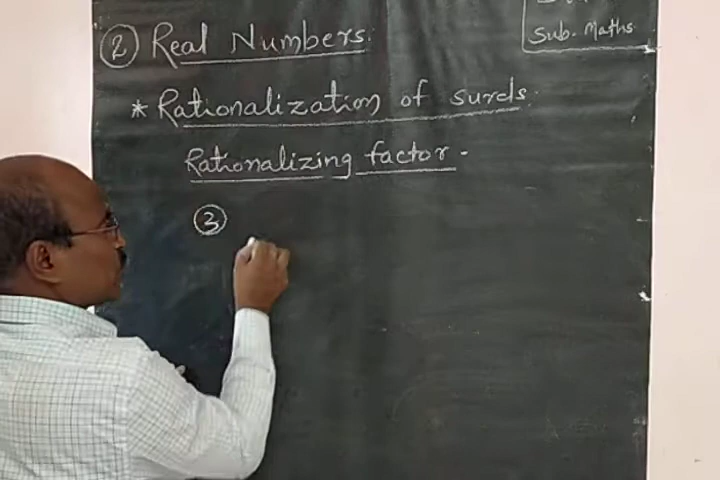 Sub. Maths
② Real Numbers.
* Rationalization of surds.
Rationalizing factor -
③